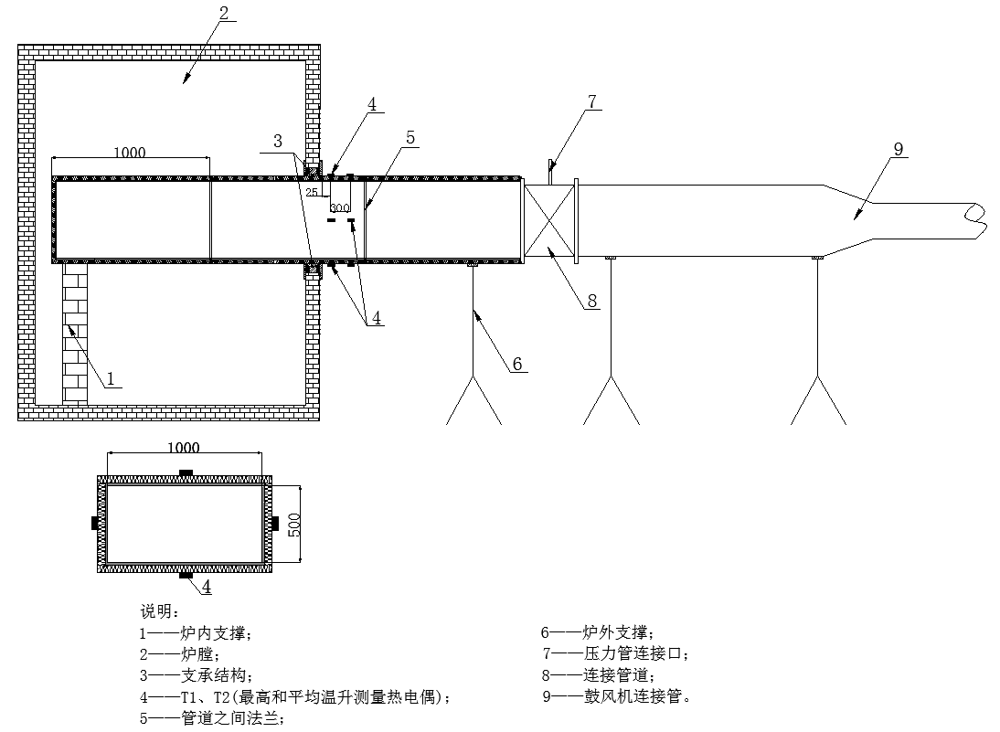 2
4
7
3
5
9
1000
25
300
8
4
6
1
1000
500
4
说明：
1——炉内支撑；
2——炉膛；
3——支承结构；
4——T1、T2(最高和平均温升测量热电偶)；
5——管道之间法兰；
6——炉外支撑；
7——压力管连接口；
8——连接管道；
9——鼓风机连接管。